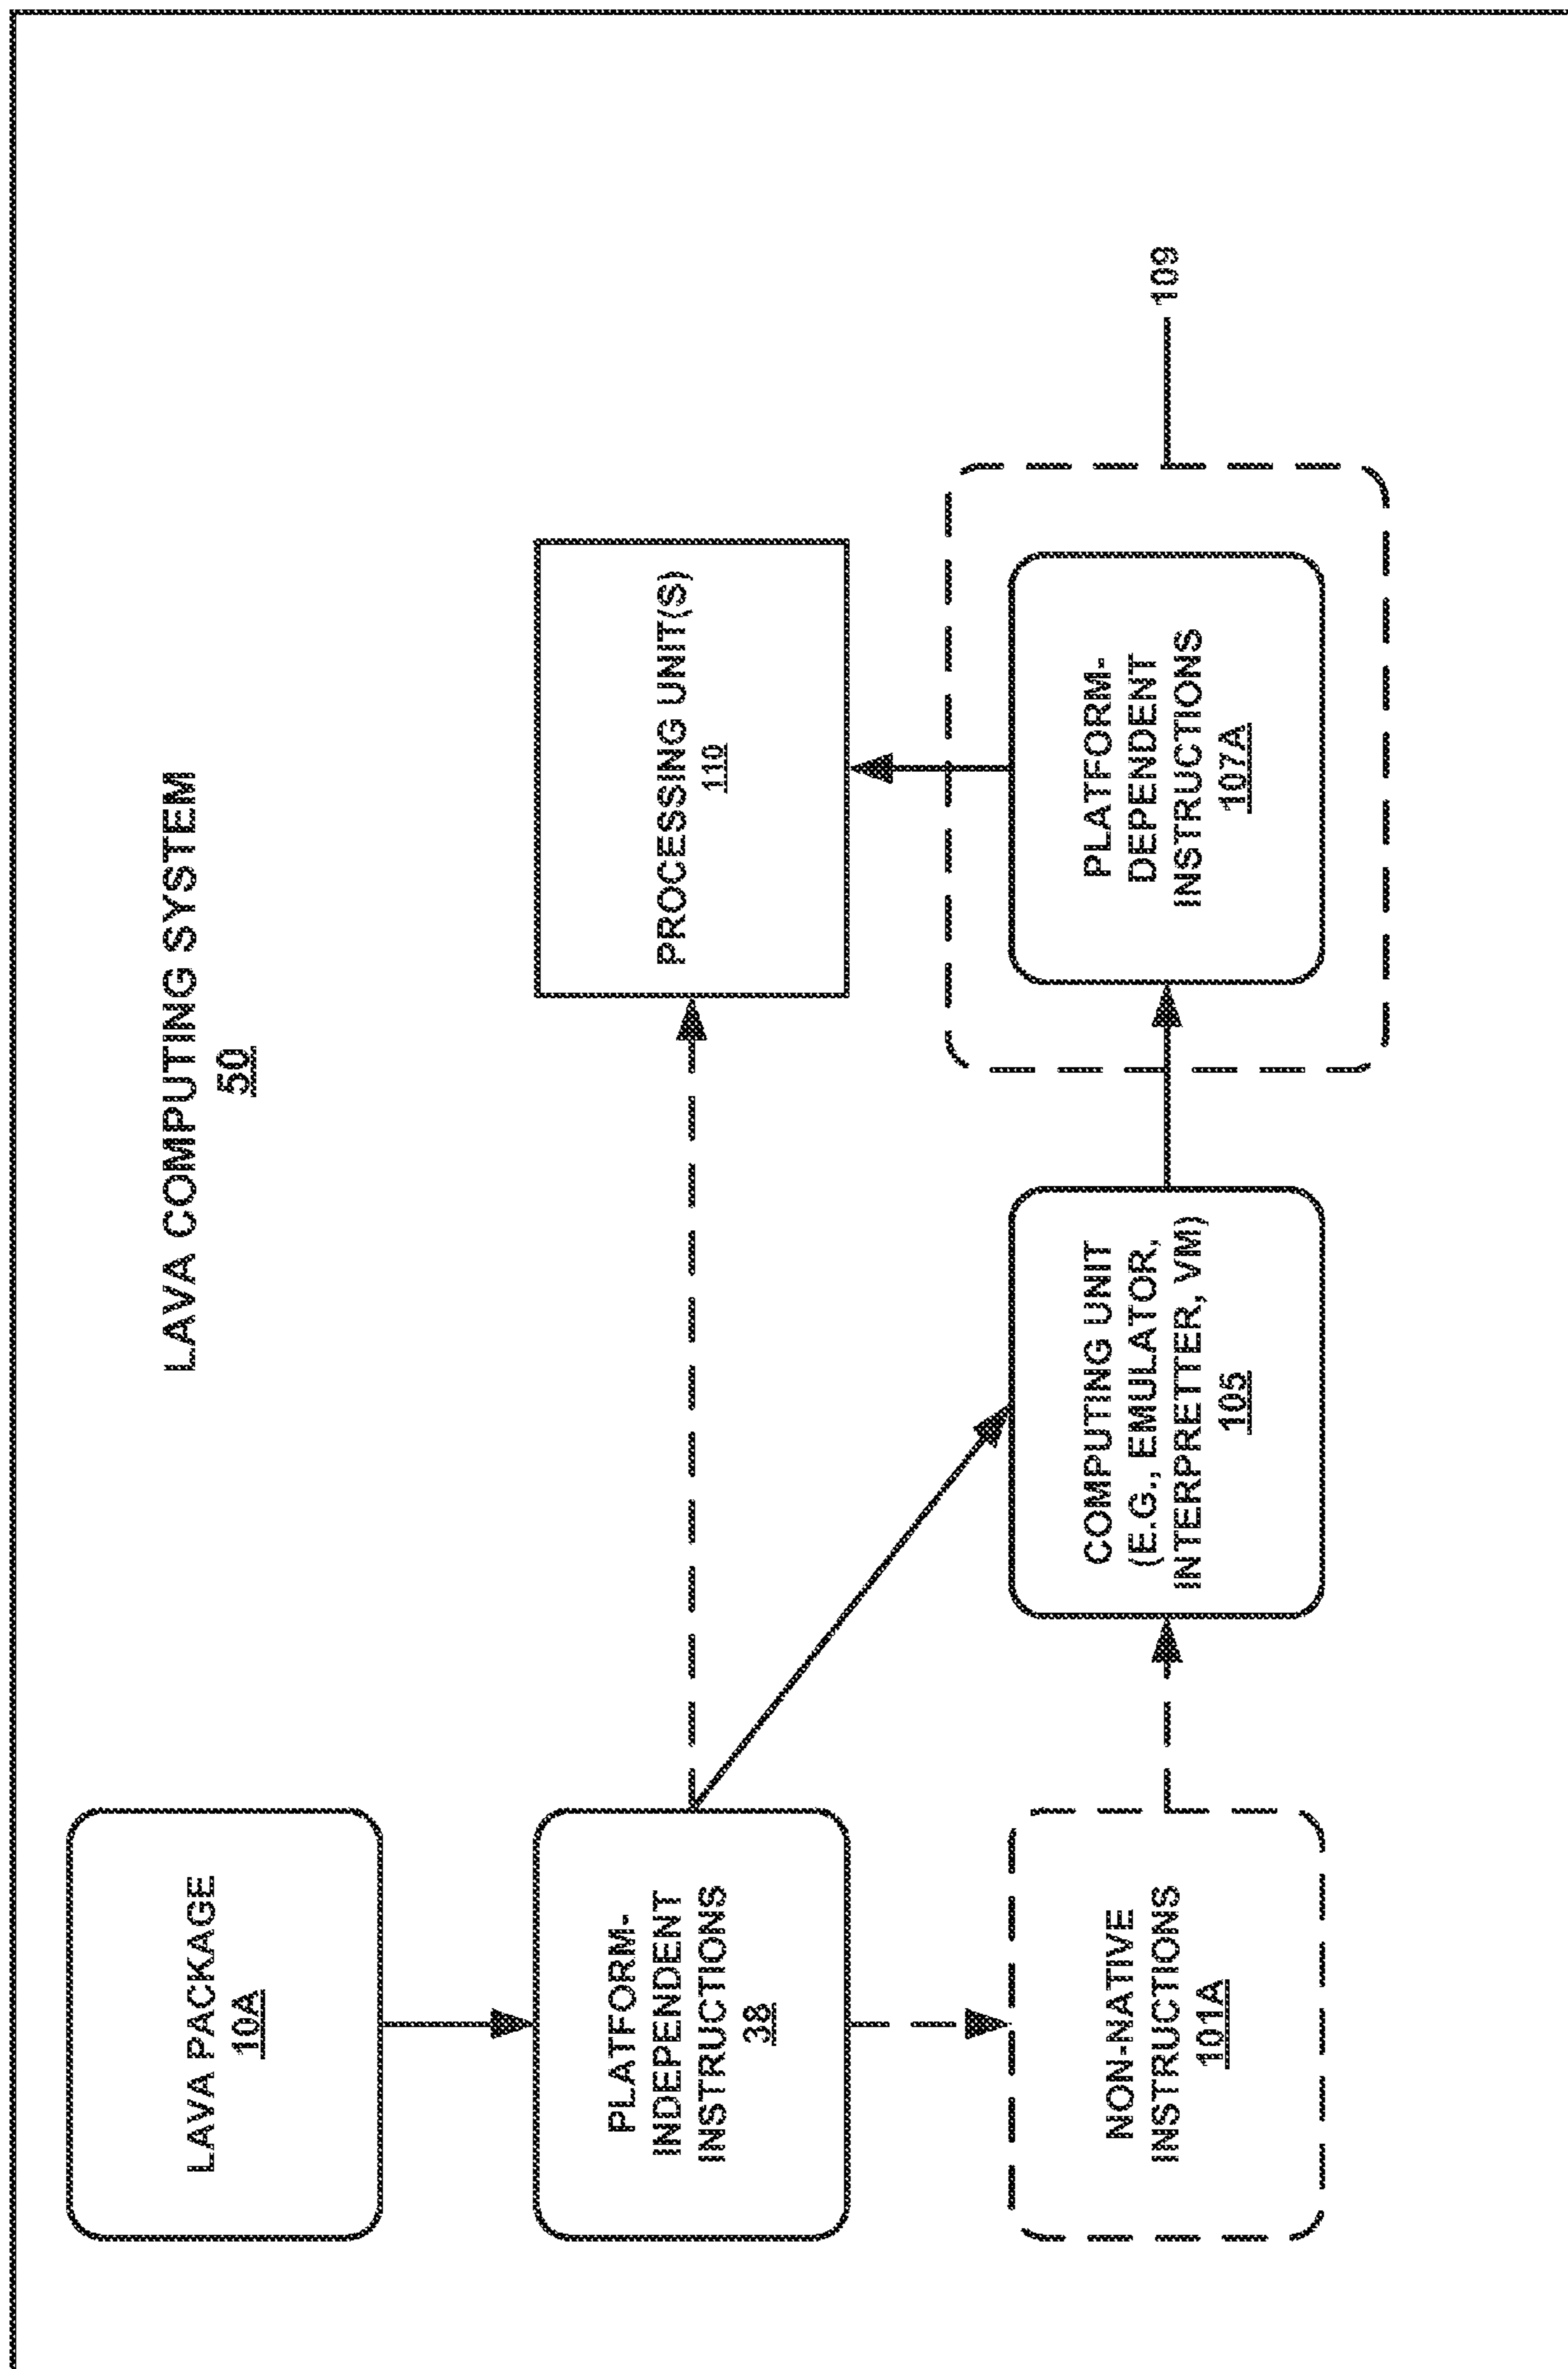 LAVA COMPUTING SYSTEM
50
LAVA PACKAGE
10A
PLATFORM-
INDEPENDENT
INSTRUCTIONS
38
PROCESSING UNIT(S)
110
NON-NATIVE
INSTRUCTIONS
101A
COMPUTING UNIT
(E.G., EMULATOR,
INTERPRETTER, VM)
105
PLATFORM-
DEPENDENT
INSTRUCTIONS
107A
109